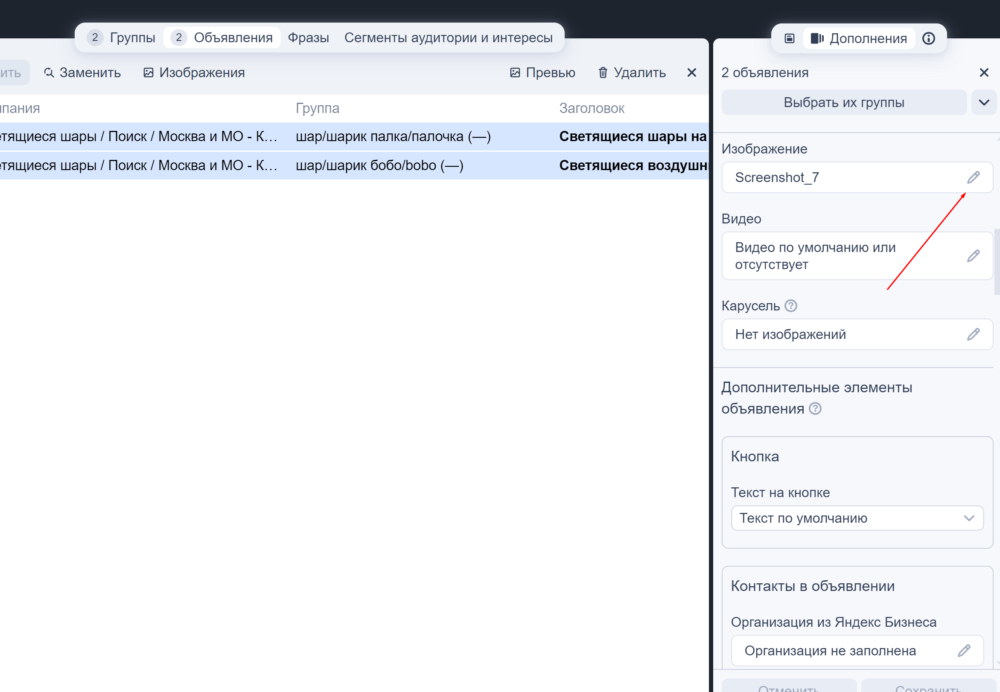 2 Группы 2 Объявления Фразы Сегменты аудитории и интересы
Дополнения
ить Заменить Изображения Превью Удалить
2 объявления
Выбрать их группы
пания Группа Заголовок
тящиеся шары / Поиск / Москва и МО - К… шар/шарик палка/палочка (—) Светящиеся шары на
тящиеся шары / Поиск / Москва и МО - К… шар/шарик бобо/bobo (—) Светящиеся воздушн
Изображение
Screenshot_7
Видео
Видео по умолчанию или
отсутствует
Карусель
Нет изображений
Дополнительные элементы
объявления
Кнопка
Текст на кнопке
Текст по умолчанию
Контакты в объявлении
Организация из Яндекс Бизнеса
Организация не заполнена
Отменить Сохранить